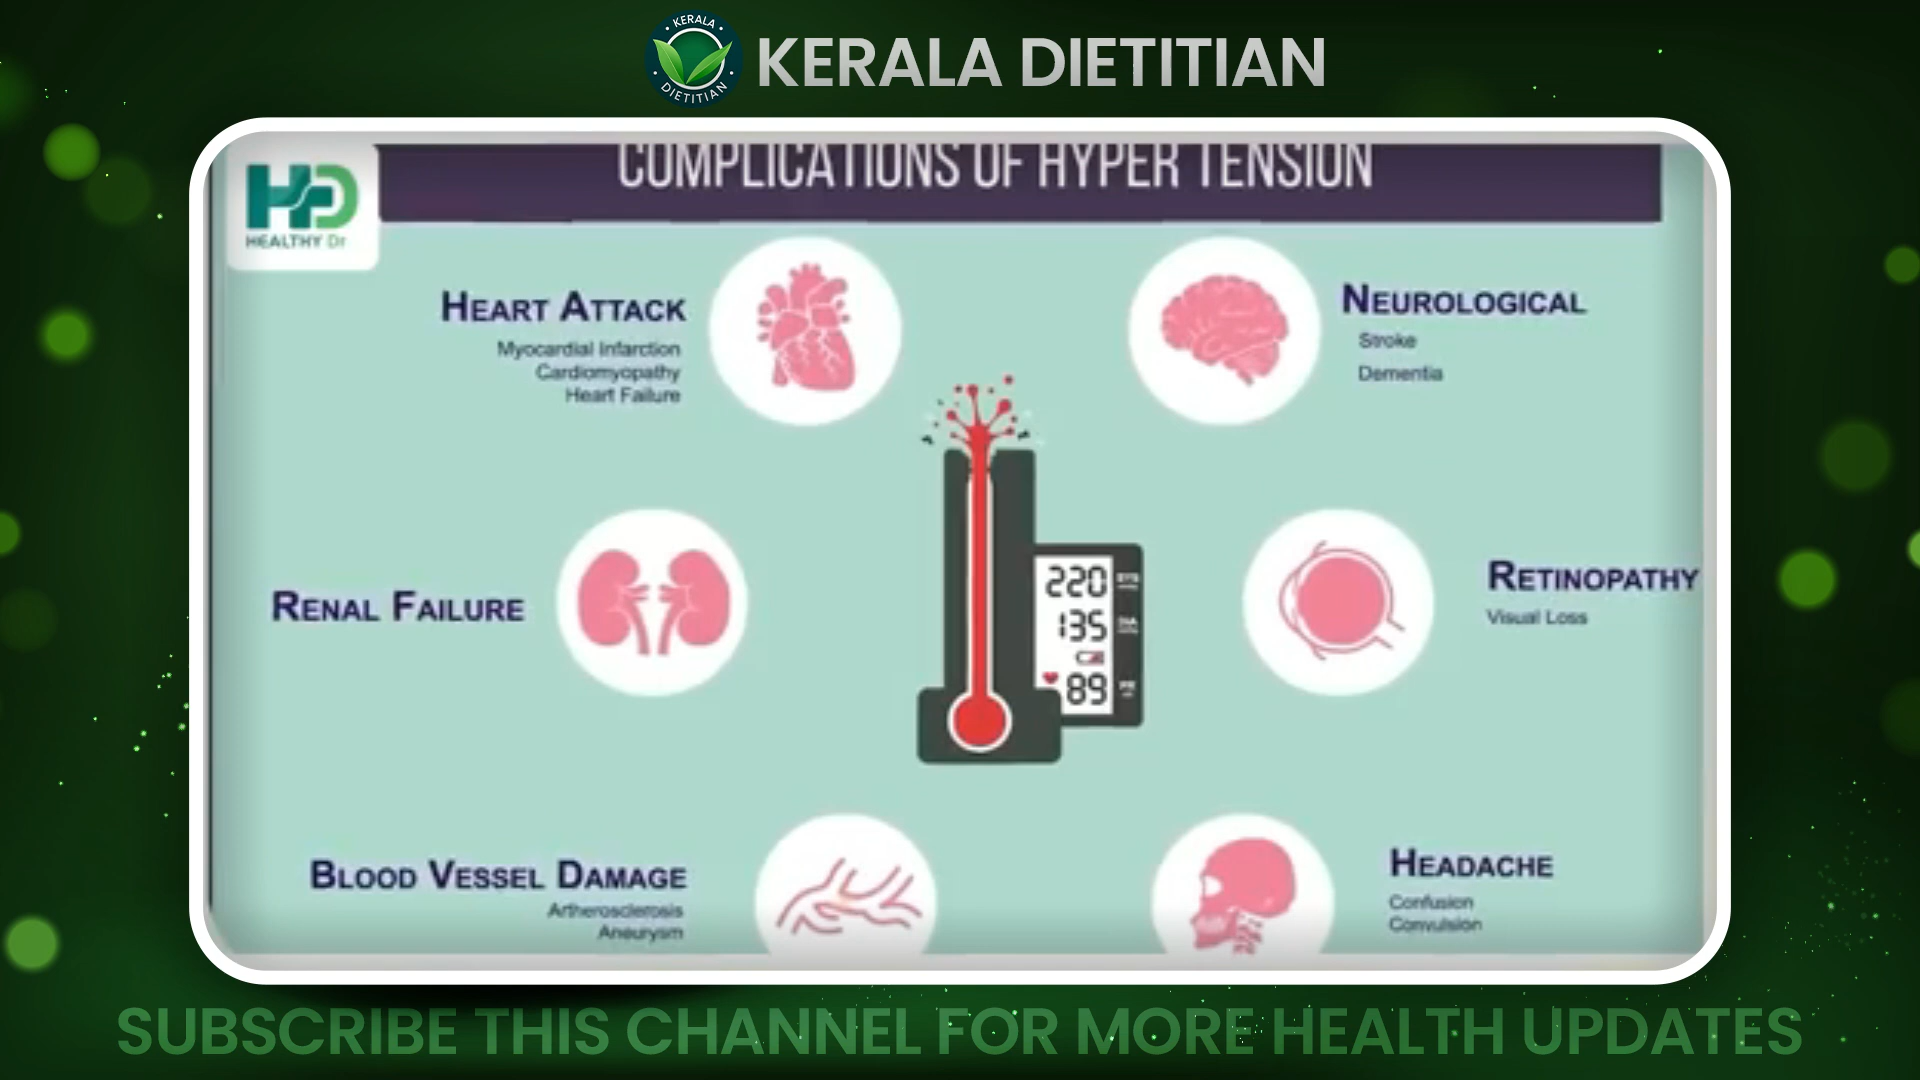 KERALA
DIETITIAN
KERALA DIETITIAN
COMPLICATIONS OF HYPER TENSION
HEALTHY Dr
HEART ATTACK
Myocardial Infarction
Cardiomyopathy
Heart Failure
NEUROLOGICAL
Stroke
Dementia
RENAL FAILURE
220
135
89
RETINOPATHY
Visual Loss
BLOOD VESSEL DAMAGE
Artherosclerosis
Aneurysm
HEADACHE
Confusion
Convulsion
SUBSCRIBE THIS CHANNEL FOR MORE HEALTH UPDATES